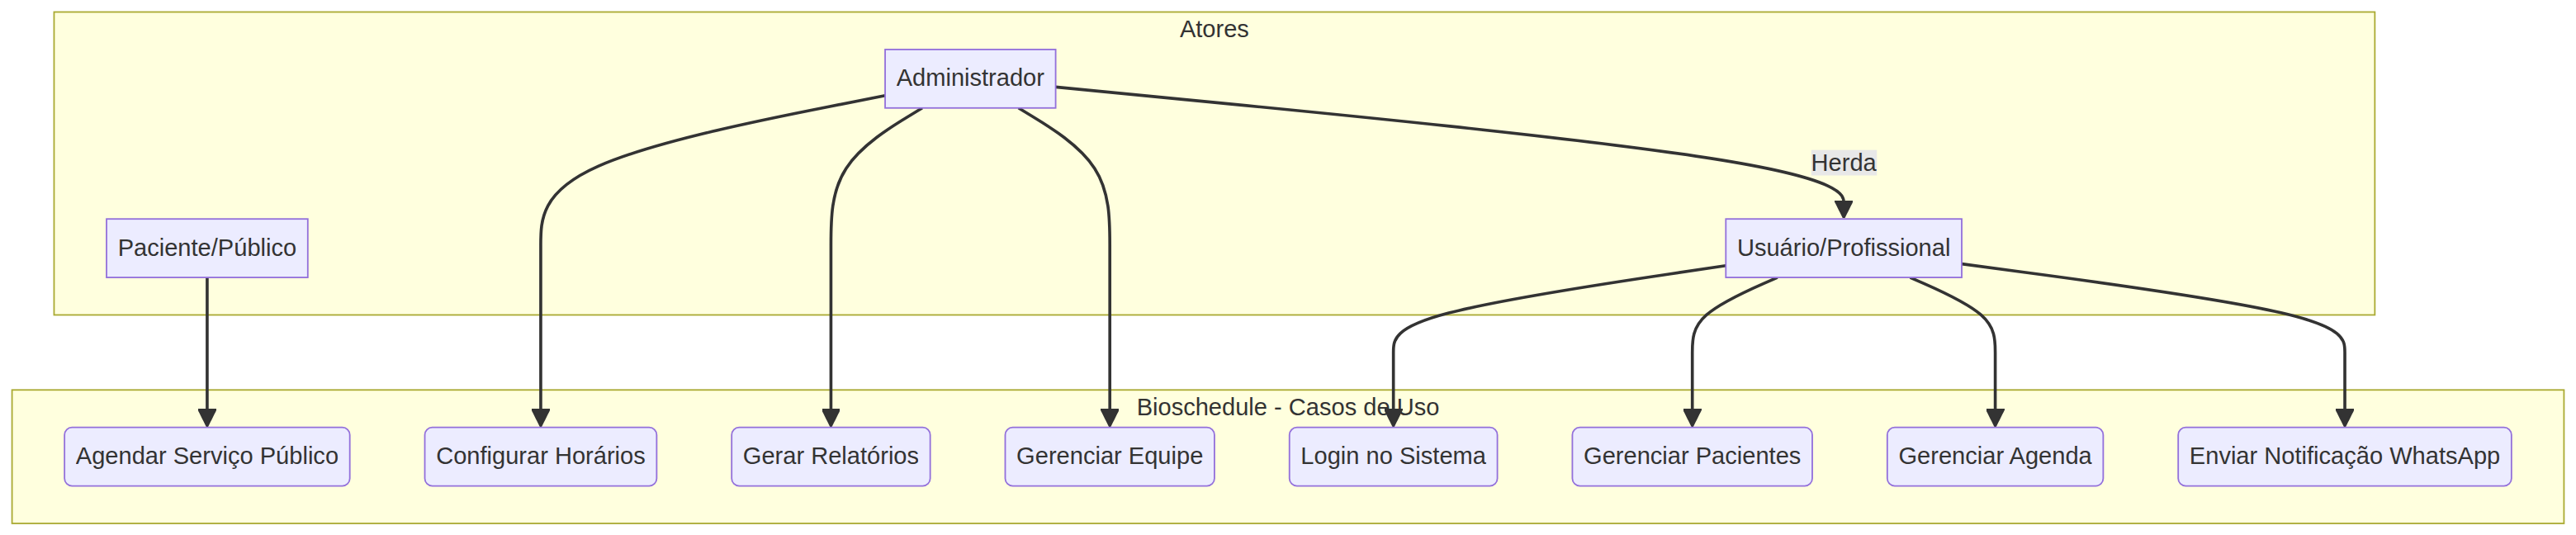 Atores
Administrador
Herda
Paciente/Público
Usuário/Profissional
Bioschedule - Casos de Uso
Agendar Serviço Público
Configurar Horários
Gerar Relatórios
Gerenciar Equipe
Login no Sistema
Gerenciar Pacientes
Gerenciar Agenda
Enviar Notificação WhatsApp